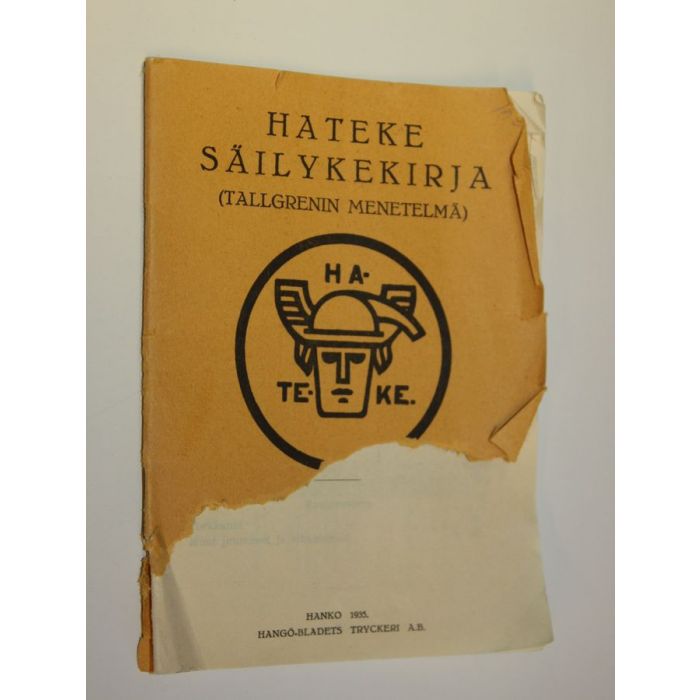 HATEKE
SÄILYKEKIRJA
(TALLGRENIN MENETELMÄ)
HA-
TE-KE.
HANKO 1935.
HANGÖ-BLADETS TRYCKERI A.B.